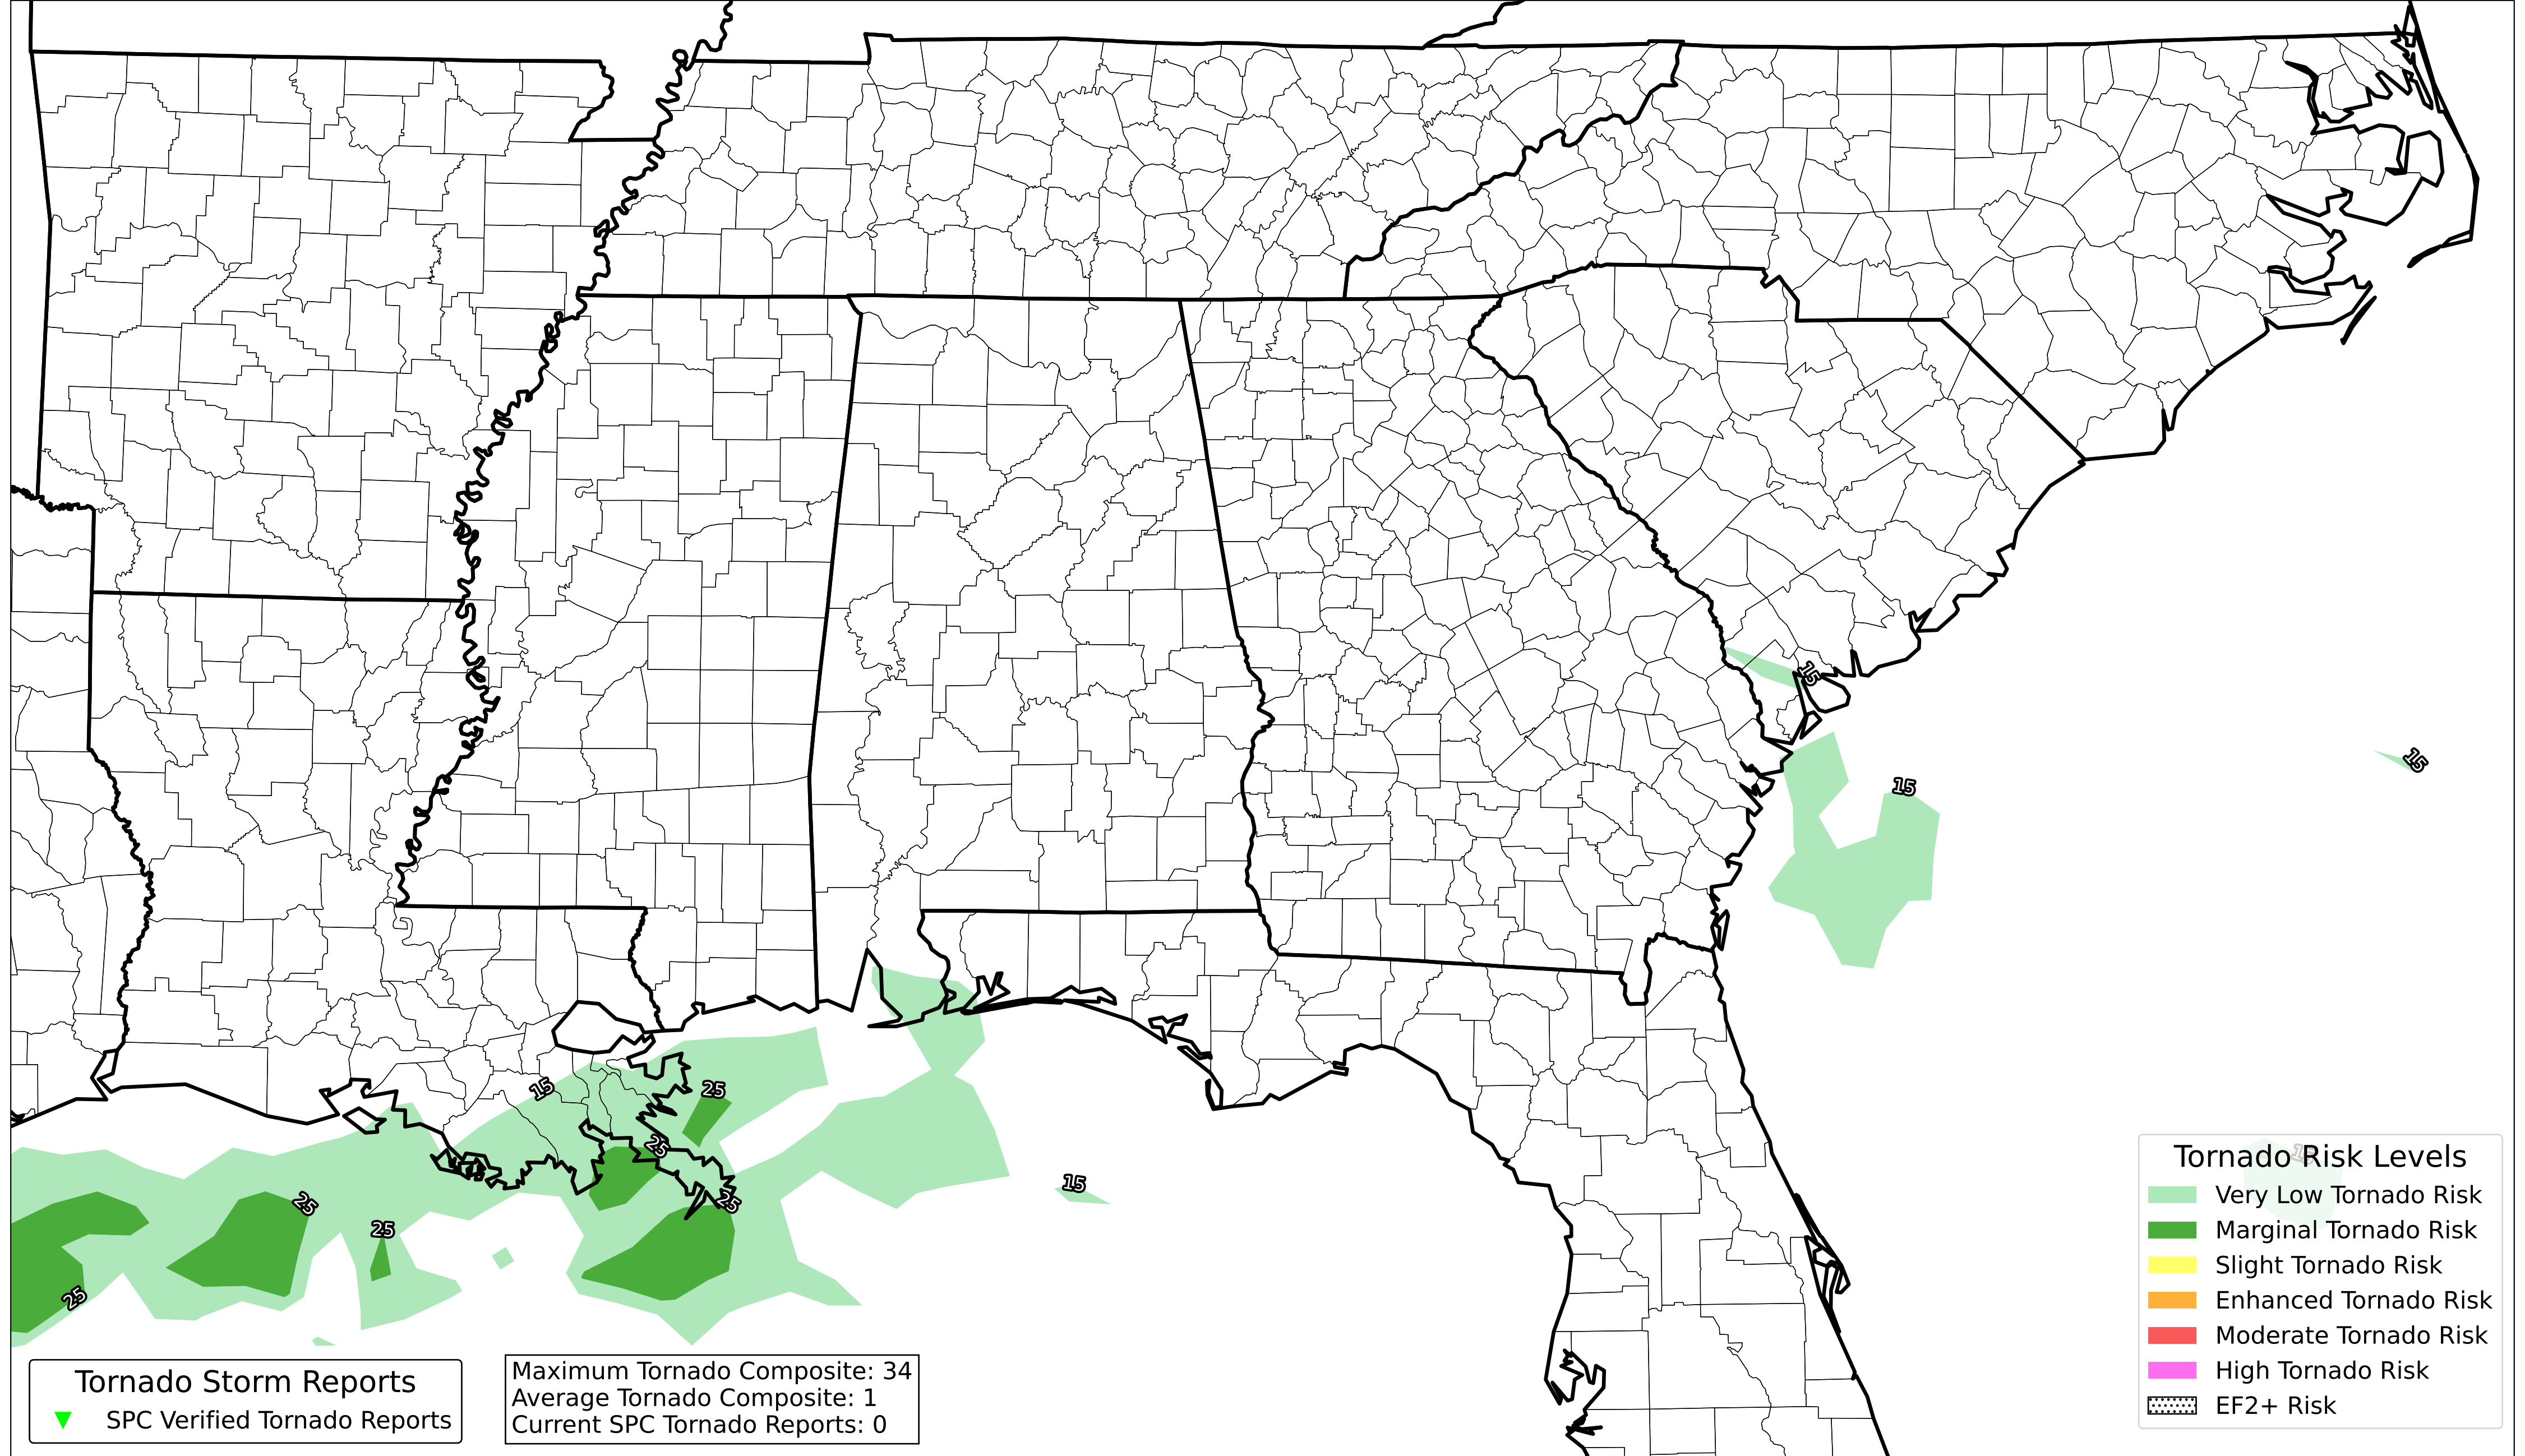 15
15
15
15
25
25
15
25
25
25
25
Tornado Risk Levels
Very Low Tornado Risk
Marginal Tornado Risk
Slight Tornado Risk
Enhanced Tornado Risk
Moderate Tornado Risk
High Tornado Risk
EF2+ Risk
Tornado Storm Reports
SPC Verified Tornado Reports
Maximum Tornado Composite: 34
Average Tornado Composite: 1
Current SPC Tornado Reports: 0